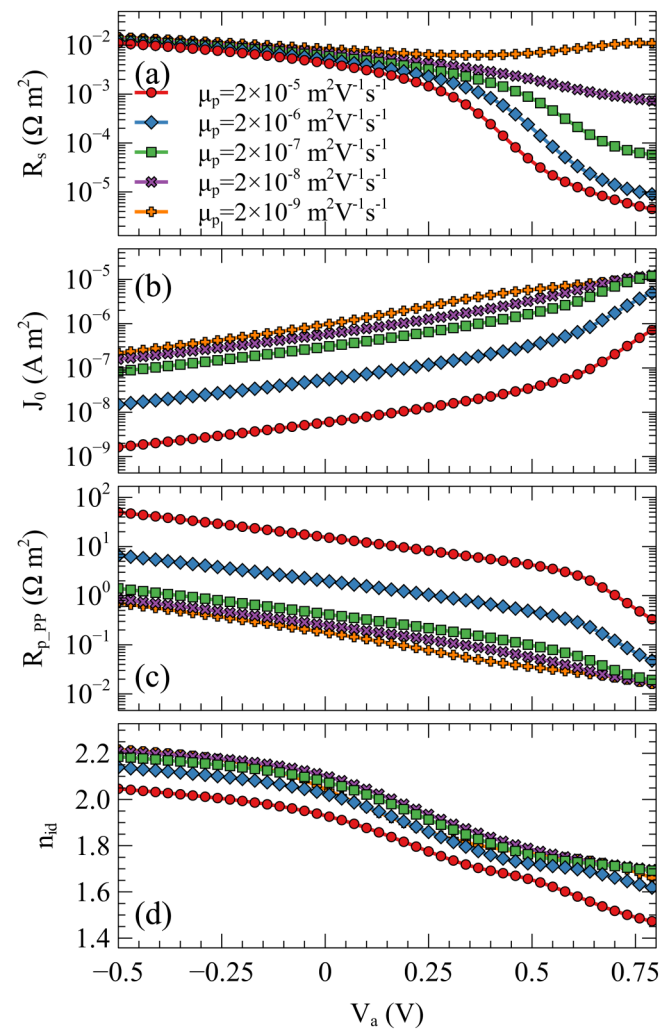 10⁻²
10⁻³
10⁻⁴
10⁻⁵
R_s (Ω m²)
(a)
μ_p=2×10⁻⁵ m²V⁻¹s⁻¹
μ_p=2×10⁻⁶ m²V⁻¹s⁻¹
μ_p=2×10⁻⁷ m²V⁻¹s⁻¹
μ_p=2×10⁻⁸ m²V⁻¹s⁻¹
μ_p=2×10⁻⁹ m²V⁻¹s⁻¹
10⁻⁵
10⁻⁶
10⁻⁷
10⁻⁸
10⁻⁹
J₀ (A m²)
(b)
10²
10¹
10⁰
10⁻¹
10⁻²
R_p_PP (Ω m²)
(c)
2.2
2.0
1.8
1.6
1.4
n_id
(d)
−0.5 −0.25 0 0.25 0.5 0.75
V_a (V)